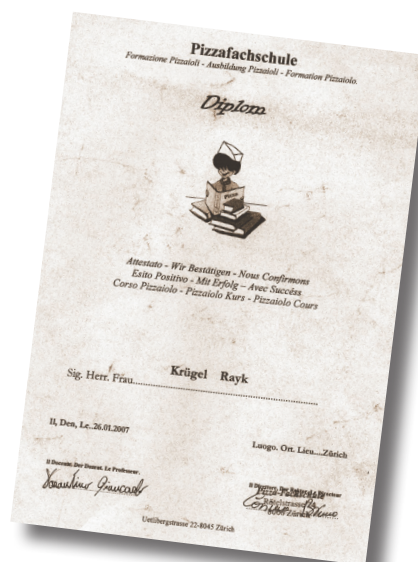 Pizzafachschule
Formazione Pizzaioli - Ausbildung Pizzaioli - Formation Pizzaiolo.
Diplom
Attestato - Wir Bestätigen - Nous Confirmons
Esito Positivo - Mit Erfolg – Avec Succéss
Corso Pizzaiolo - Pizzaiolo Kurs - Pizzaiolo Cours
Sig. Herr. Frau.....Krügel Rayk
Il, Den, Le..26.01.2007
Luogo. Ort. Lieu....Zürich
Il Docente. Der Dozent. Le Professeur.
Uetlibergstrasse 22-8045 Zürich